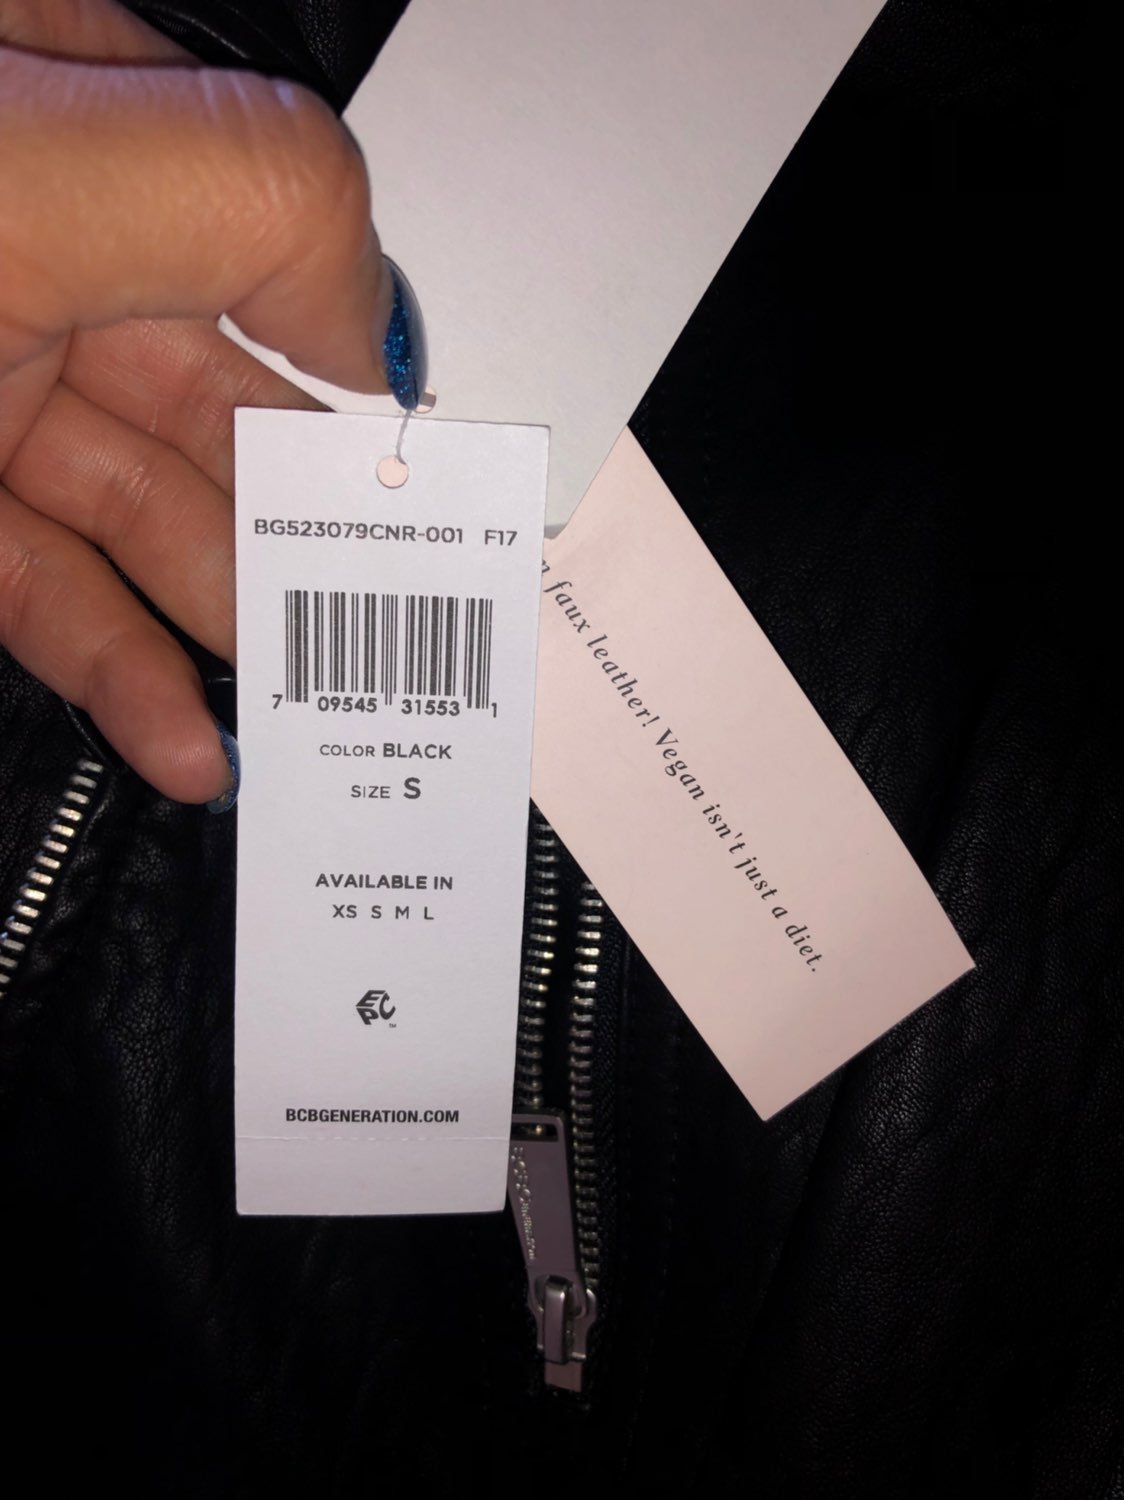 BG523079CNR-001 F17
7 09545 31553 1
COLOR BLACK
SIZE S
AVAILABLE IN
XS S M L
EPC™
BCBGENERATION.COM
faux leather! Vegan isn't just a diet.